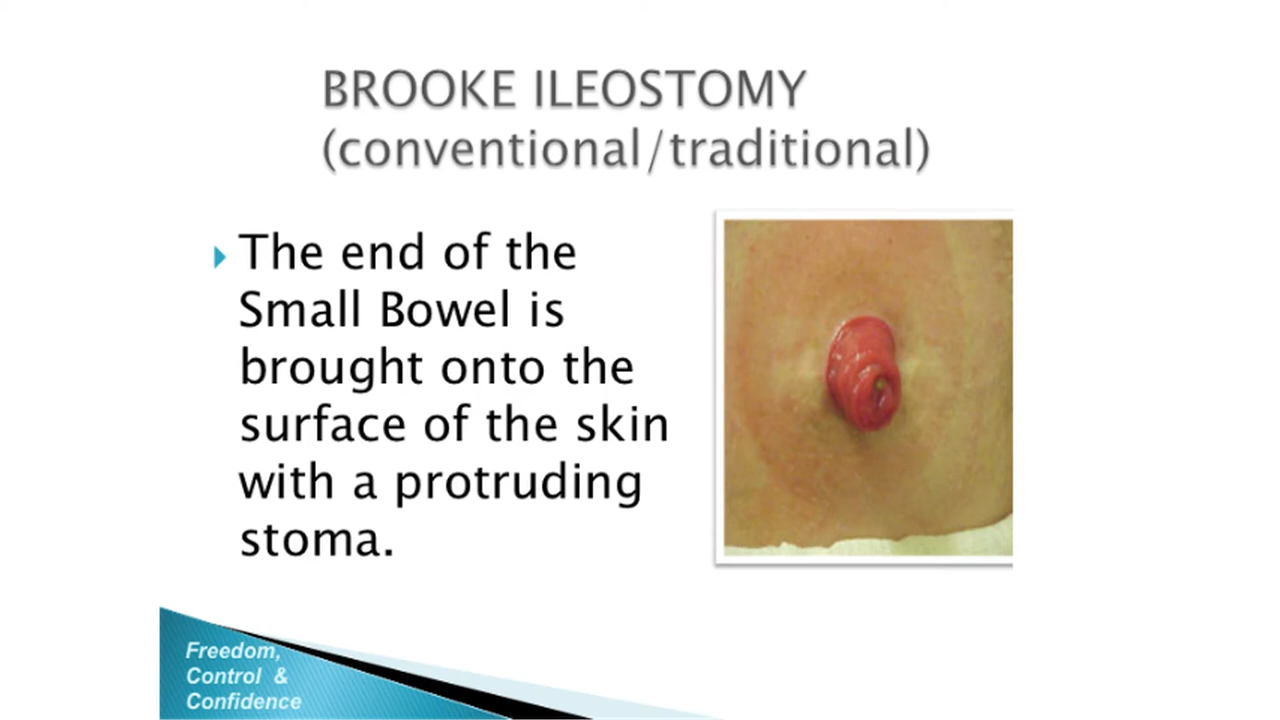 BROOKE ILEOSTOMY
(conventional/traditional)
The end of the
Small Bowel is
brought onto the
surface of the skin
with a protruding
stoma.
Freedom,
Control &
Confidence